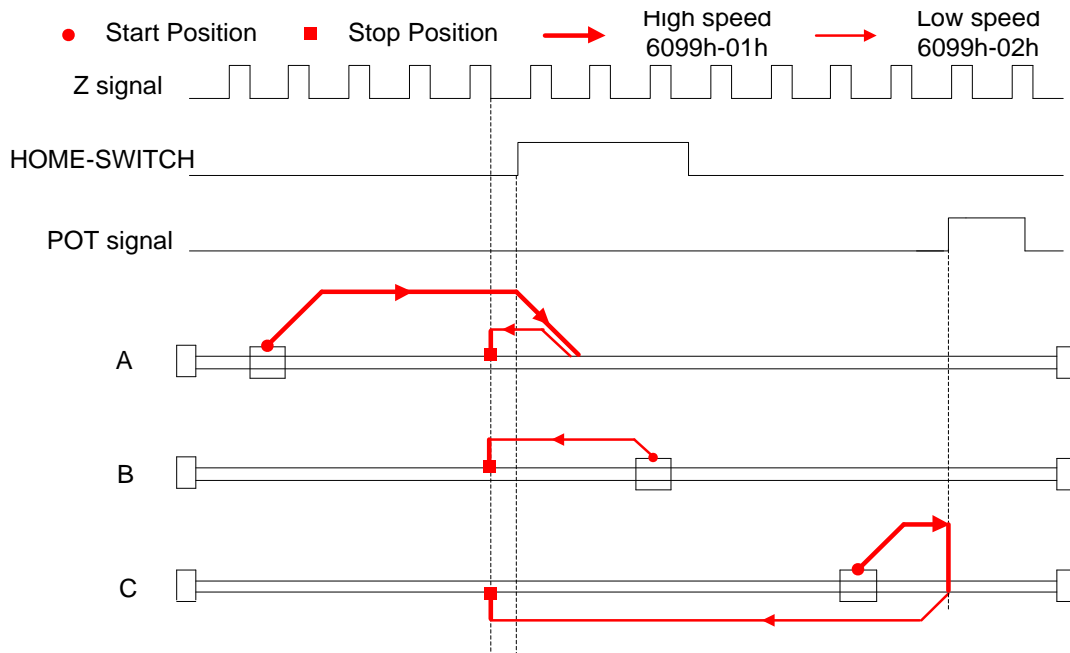 Start Position
Stop Position
High speed
6099h-01h
Low speed
6099h-02h
Z signal
HOME-SWITCH
POT signal
A
B
C